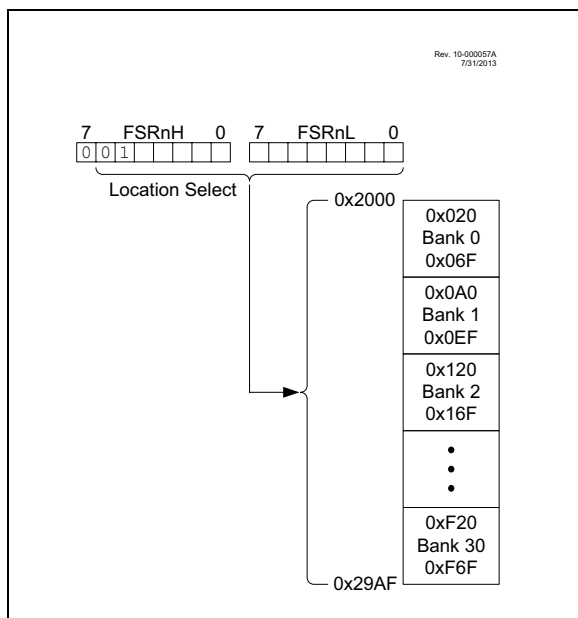 Rev. 10-000057A
7/31/2013
7 FSRnH 0 7 FSRnL 0
0 0 1
Location Select
0x2000
0x020
Bank 0
0x06F
0x0A0
Bank 1
0x0EF
0x120
Bank 2
0x16F
0xF20
Bank 30
0xF6F
0x29AF